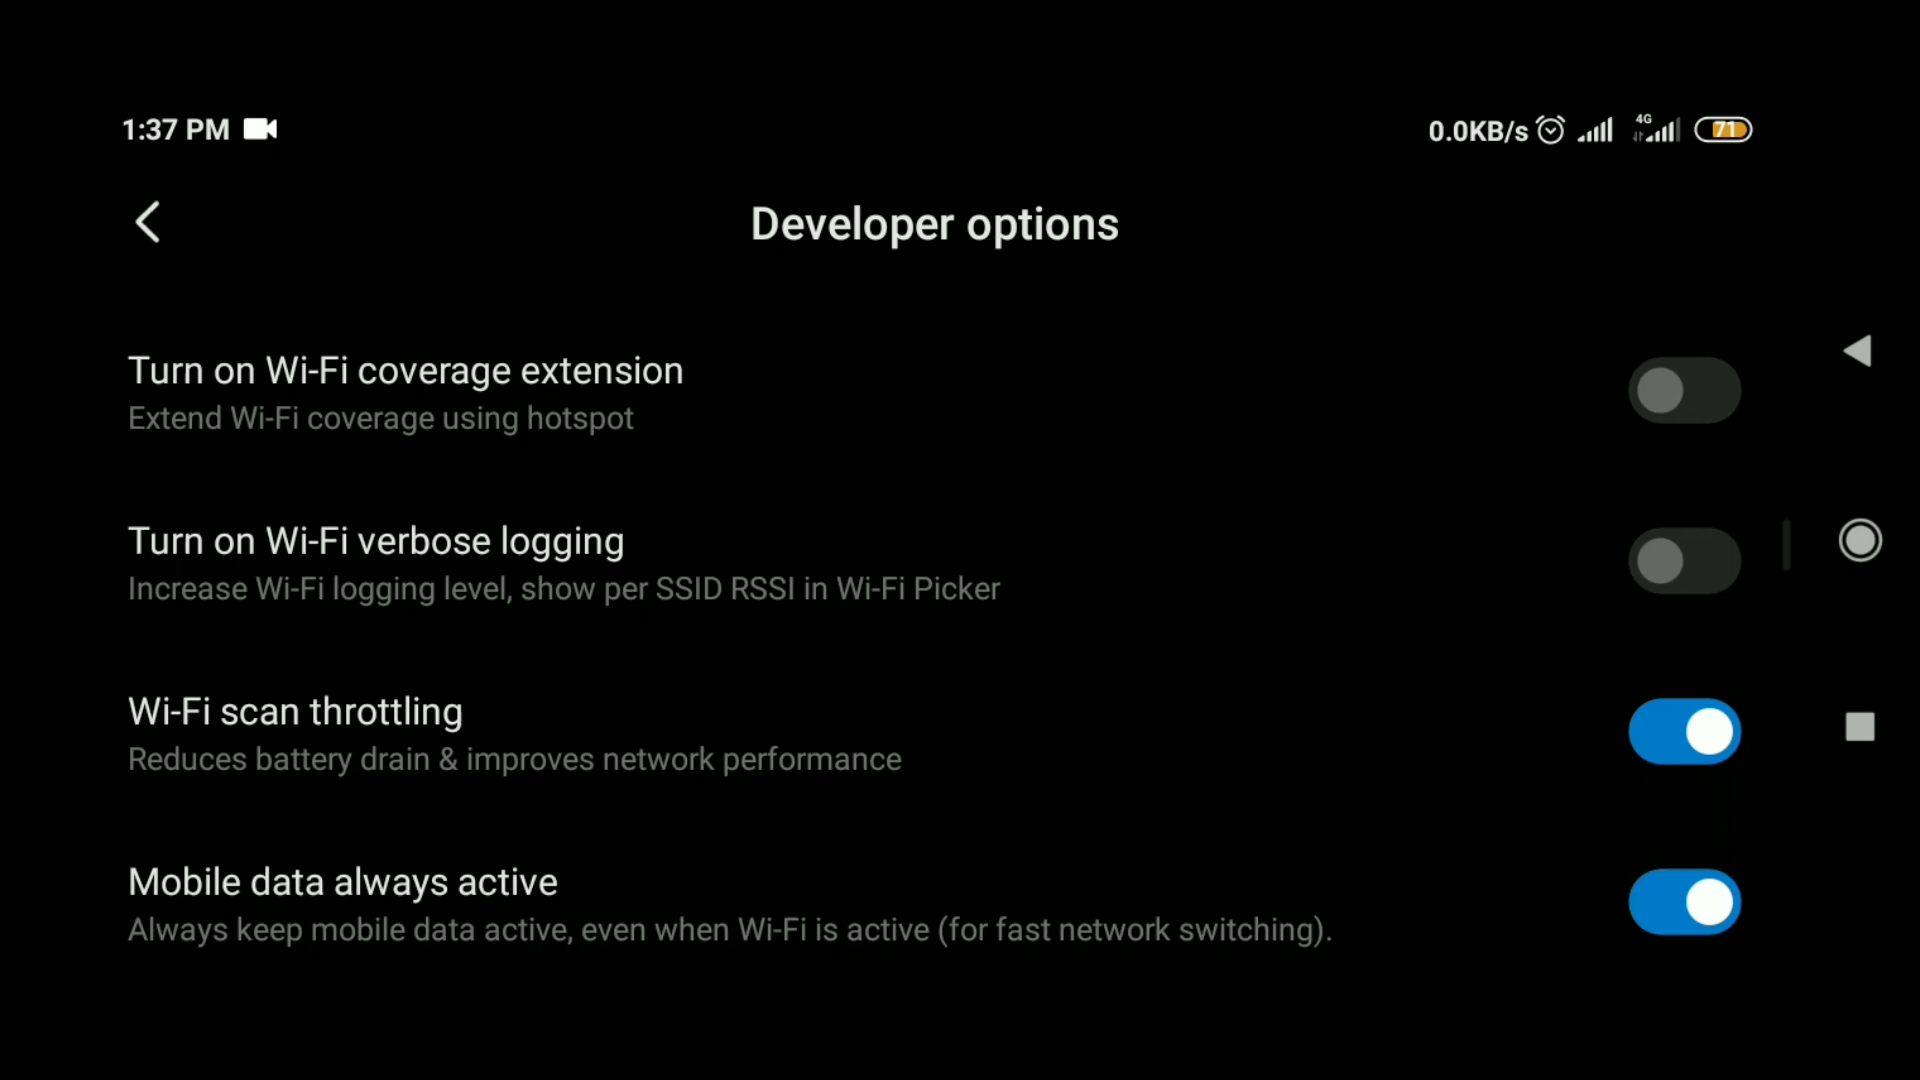 1:37 PM 0.0KB/s 4G 71
Developer options
Turn on Wi-Fi coverage extension
Extend Wi-Fi coverage using hotspot
Turn on Wi-Fi verbose logging
Increase Wi-Fi logging level, show per SSID RSSI in Wi-Fi Picker
Wi-Fi scan throttling
Reduces battery drain & improves network performance
Mobile data always active
Always keep mobile data active, even when Wi-Fi is active (for fast network switching).